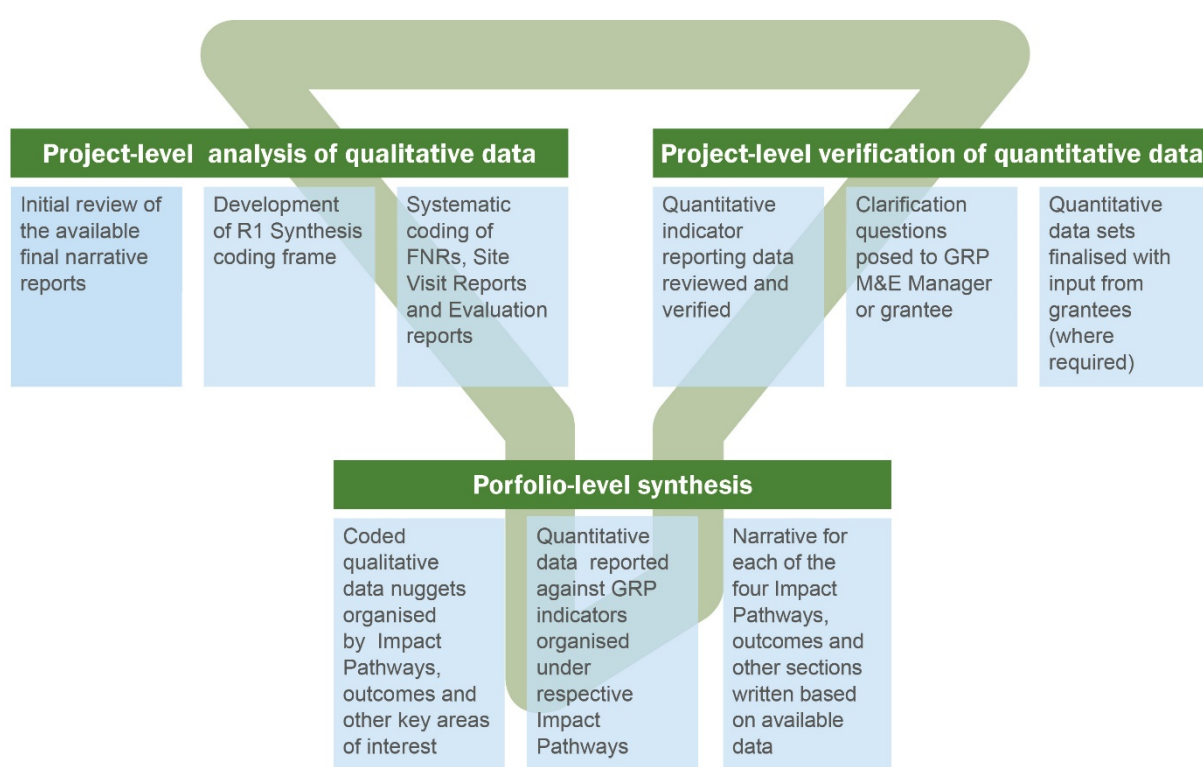 Project-level analysis of qualitative data
Initial review of
the available
final narrative
reports
Development
of R1 Synthesis
coding frame
Systematic
coding of
FNRs, Site
Visit Reports
and Evaluation
reports
Project-level verification of quantitative data
Quantitative
indicator
reporting data
reviewed and
verified
Clarification
questions
posed to GRP
M&E Manager
or grantee
Quantitative
data sets
finalised with
input from
grantees
(where
required)
Porfolio-level synthesis
Coded
qualitative
data nuggets
organised
by Impact
Pathways,
outcomes and
other key areas
of interest
Quantitative
data reported
against GRP
indicators
organised
under
respective
Impact
Pathways
Narrative for
each of the
four Impact
Pathways,
outcomes and
other sections
written based
on available
data